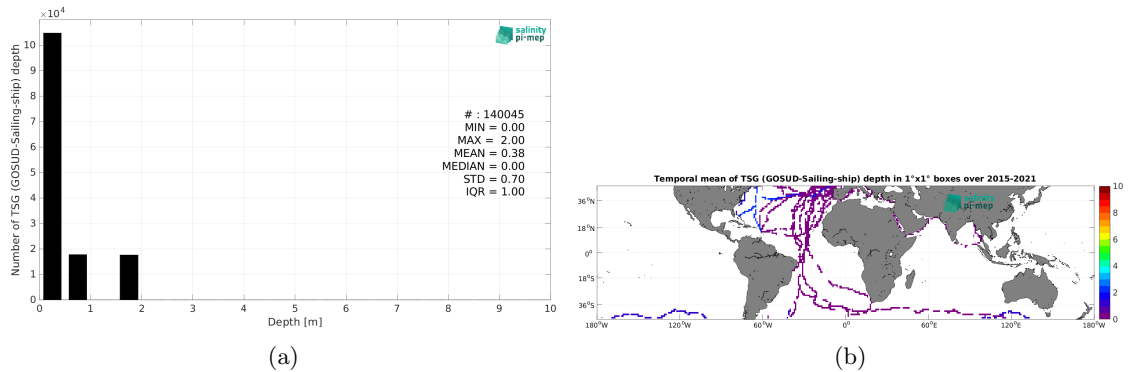 ×10⁴
10
9
8
7
6
5
4
3
2
1
0
Number of TSG (GOSUD-Sailing-ship) depth
salinity
pi-mep
# : 140045
MIN = 0.00
MAX = 2.00
MEAN = 0.38
MEDIAN = 0.00
STD = 0.70
IQR = 1.00
0 1 2 3 4 5 6 7 8 9 10
Depth [m]
(a)
Temporal mean of TSG (GOSUD-Sailing-ship) depth in 1°x1° boxes over 2015-2021
salinity
pi-mep
36°N
18°N
0°
18°S
36°S
180°W 120°W 60°W 0° 60°E 120°E 180°W
10
8
6
4
2
0
(b)